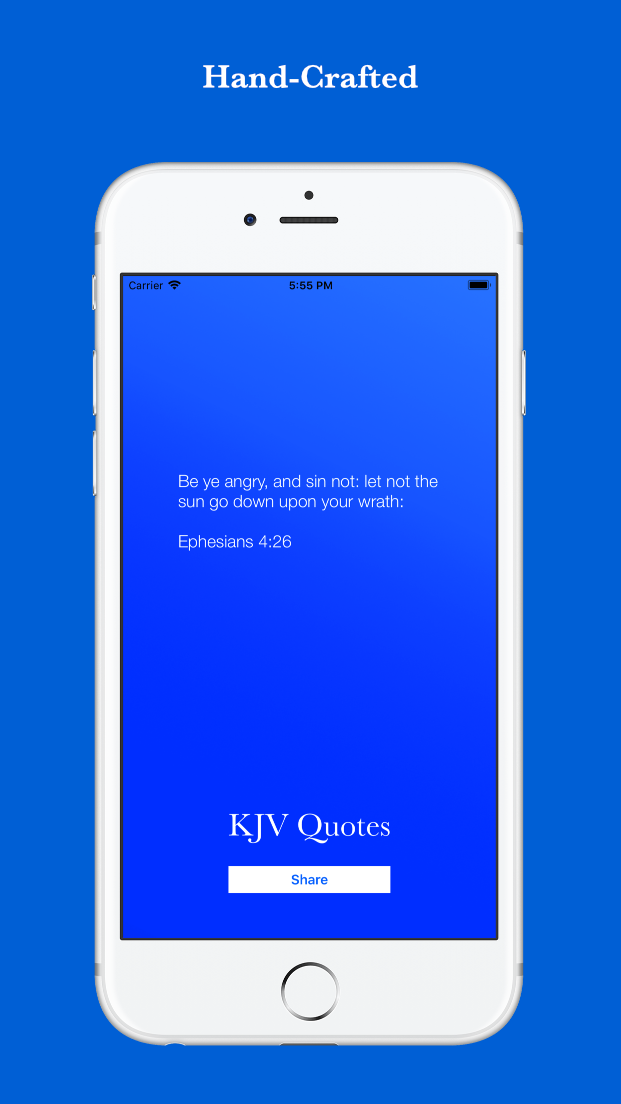 Hand-Crafted
Carrier 5:55 PM
Be ye angry, and sin not: let not the
sun go down upon your wrath:
Ephesians 4:26
KJV Quotes
Share